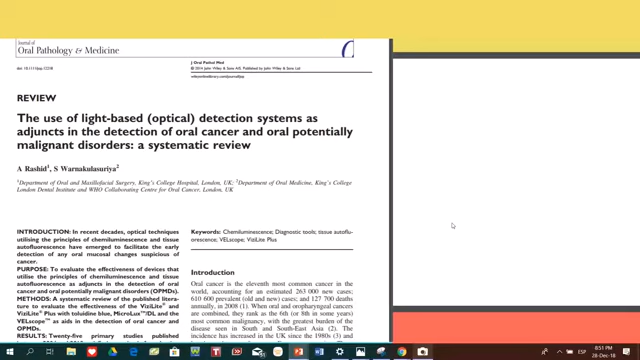 Journal of
Oral Pathology & Medicine
J Oral Pathol Med
© 2014 John Wiley & Sons A/S. Published by John Wiley & Sons Ltd
wileyonlinelibrary.com/journal/jop
REVIEW
The use of light-based (optical) detection systems as
adjuncts in the detection of oral cancer and oral potentially
malignant disorders: a systematic review
A Rashid1, S Warnakulasuriya2
1Department of Oral and Maxillofacial Surgery, King's College Hospital, London, UK; 2Department of Oral Medicine, King's College
London Dental Institute and WHO Collaborating Centre for Oral Cancer, London, UK
INTRODUCTION: In recent decades, optical techniques
utilising the principles of chemiluminescence and tissue
autofluorescence have emerged to facilitate the early
detection of any oral mucosal changes suspicious of
cancer.
PURPOSE: To evaluate the effectiveness of devices that
utilise the principles of chemiluminescence and tissue
autofluorescence as adjuncts in the detection of oral
cancer and oral potentially malignant disorders (OPMDs).
METHODS: A systematic review of the published litera-
ture to evaluate the effectiveness of the ViziLite® and
ViziLite Plus with toluidine blue, MicroLux™/DL and the
VELscope™ as aids in the detection of oral cancer and
OPMDs.
RESULTS: Twenty-five primary studies published
Keywords: Chemiluminescence; Diagnostic tools; tissue autoflu-
orescence; VELscope; ViziLite Plus
Introduction
Oral cancer is the eleventh most common cancer in the
world, accounting for an estimated 263 000 new cases,
610 600 prevalent (old and new) cases, and 127 700 deaths
annually, in 2008 (1). When oral and oropharyngeal cancers
are combined, they rank as the 6th (or 8th in some years)
most common malignancy, with the greatest burden of the
disease seen in South and South-East Asia (2). The
incidence has increased in the UK since the 1980s (3) and
ESP
8:51 PM
28-Dec-18